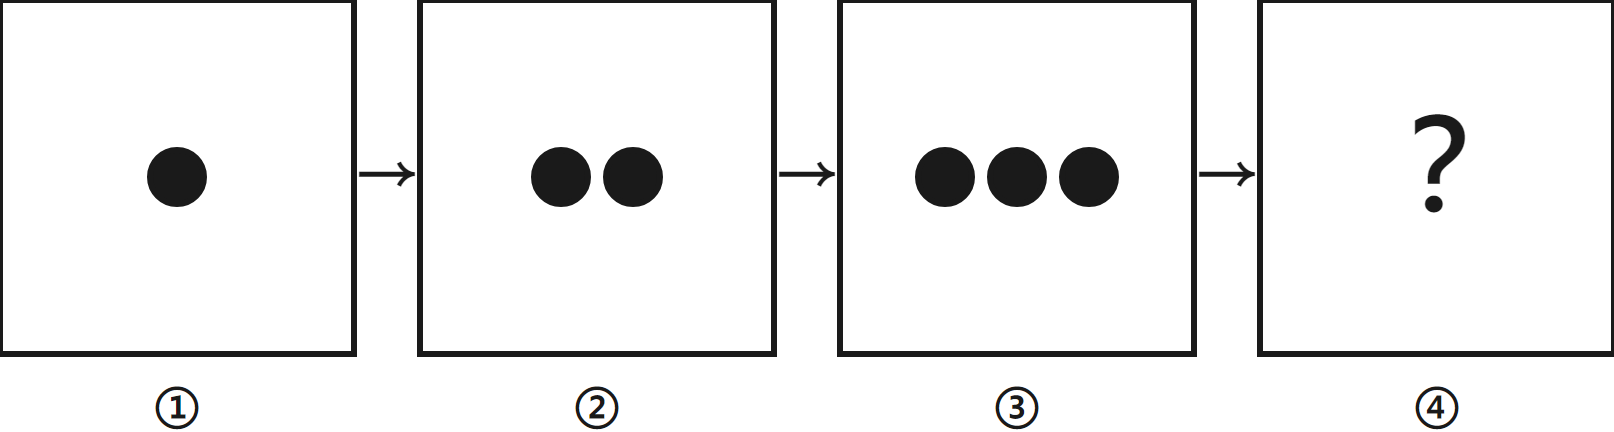 → → → ?
① ② ③ ④